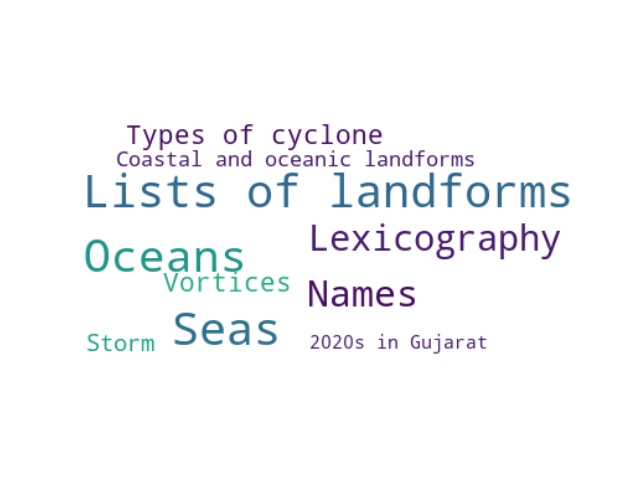 Types of cyclone
Coastal and oceanic landforms
Lists of landforms
Lexicography
Oceans
Vortices
Names
Seas
Storm
2020s in Gujarat